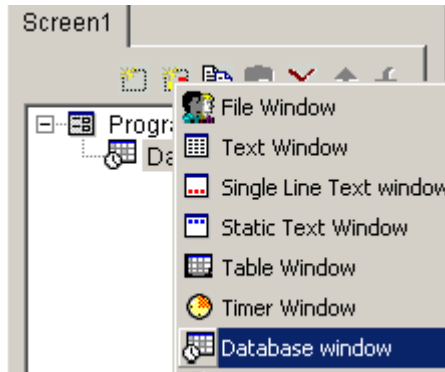 Screen1
File Window
Progr
Text Window
Da
Single Line Text window
Static Text Window
Table Window
Timer Window
Database window